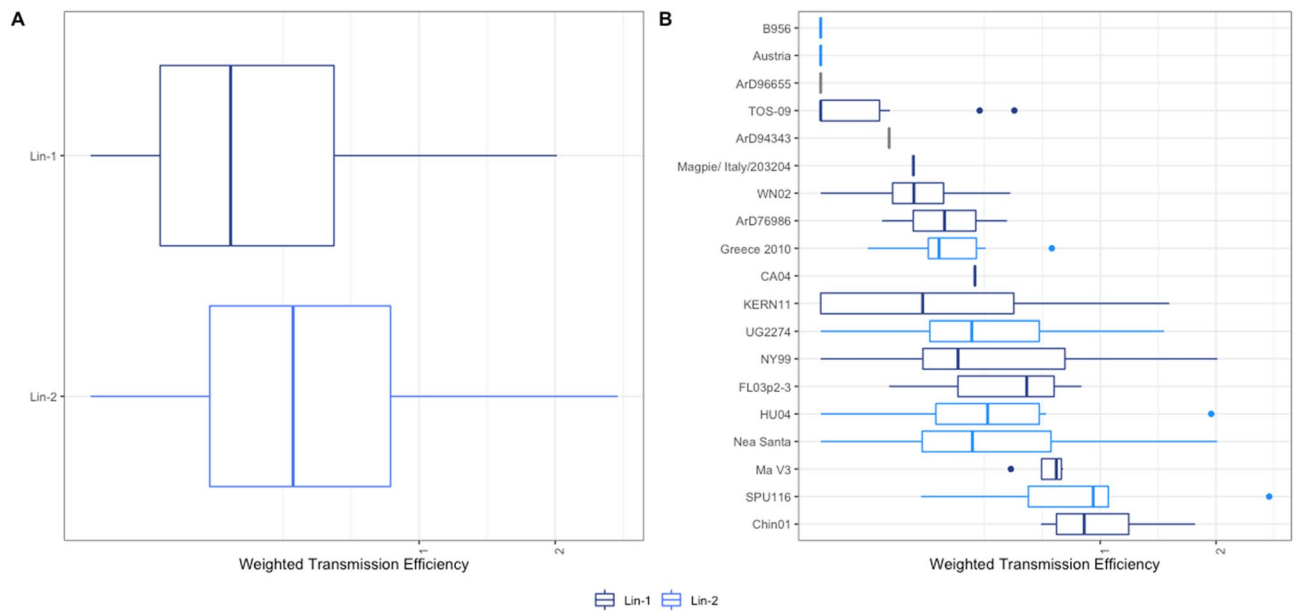 A
Lin-1
Lin-2
1
2
Weighted Transmission Efficiency
B
B956
Austria
ArD96655
TOS-09
ArD94343
Magpie/ Italy/203204
WN02
ArD76986
Greece 2010
CA04
KERN11
UG2274
NY99
FL03p2-3
HU04
Nea Santa
Ma V3
SPU116
Chin01
1
2
Weighted Transmission Efficiency
Lin-1 Lin-2